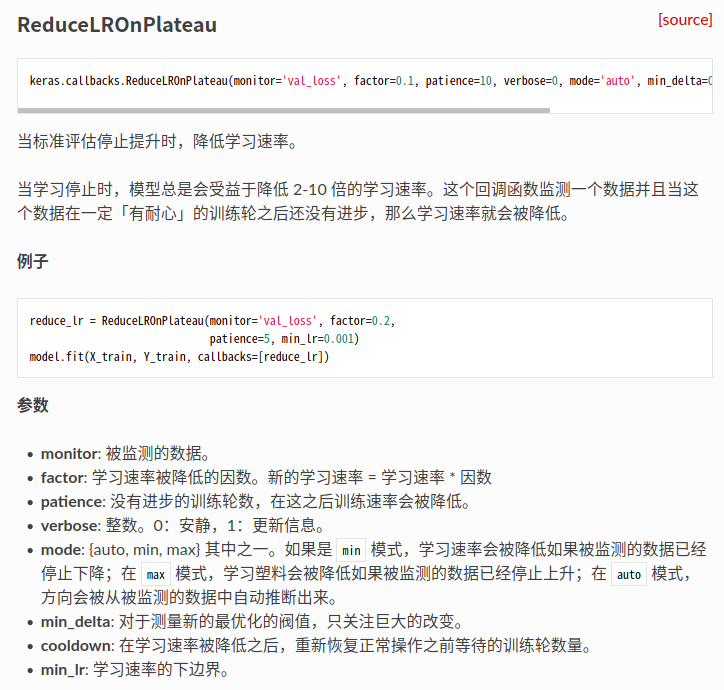 ReduceLROnPlateau
[source]
keras.callbacks.ReduceLROnPlateau(monitor='val_loss', factor=0.1, patience=10, verbose=0, mode='auto', min_delta=0
当标准评估停止提升时，降低学习速率。
当学习停止时，模型总是会受益于降低 2-10 倍的学习速率。这个回调函数监测一个数据并且当这
个数据在一定「有耐心」的训练轮之后还没有进步，那么学习速率就会被降低。
例子
reduce_lr = ReduceLROnPlateau(monitor='val_loss', factor=0.2,
patience=5, min_lr=0.001)
model.fit(X_train, Y_train, callbacks=[reduce_lr])
参数
• monitor: 被监测的数据。
• factor: 学习速率被降低的因数。新的学习速率 = 学习速率 * 因数
• patience: 没有进步的训练轮数，在这之后训练速率会被降低。
• verbose: 整数。0：安静，1：更新信息。
• mode: {auto, min, max} 其中之一。如果是 min 模式，学习速率会被降低如果被监测的数据已经
停止下降；在 max 模式，学习塑料会被降低如果被监测的数据已经停止上升；在 auto 模式，
方向会被从被监测的数据中自动推断出来。
• min_delta: 对于测量新的最优化的阀值，只关注巨大的改变。
• cooldown: 在学习速率被降低之后，重新恢复正常操作之前等待的训练轮数量。
• min_lr: 学习速率的下边界。